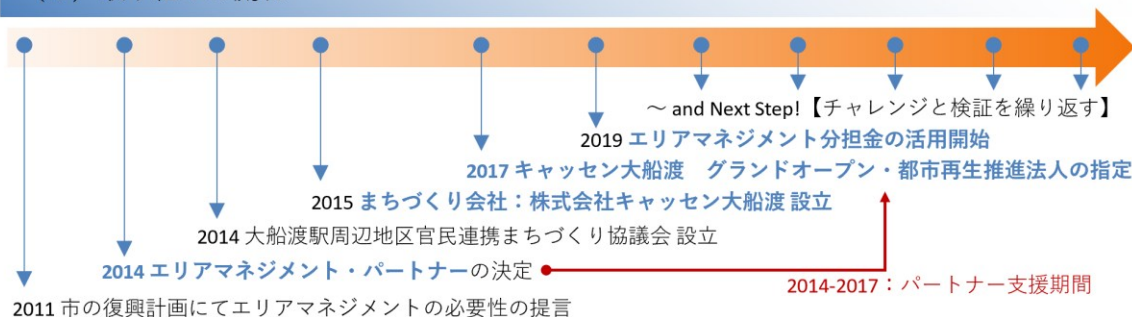 ～ and Next Step!【チャレンジと検証を繰り返す】
2019 エリアマネジメント分担金の活用開始
2017 キャッセン大船渡　グランドオープン・都市再生推進法人の指定
2015 まちづくり会社：株式会社キャッセン大船渡 設立
2014 大船渡駅周辺地区官民連携まちづくり協議会 設立
2014 エリアマネジメント・パートナーの決定
2014-2017：パートナー支援期間
2011 市の復興計画にてエリアマネジメントの必要性の提言